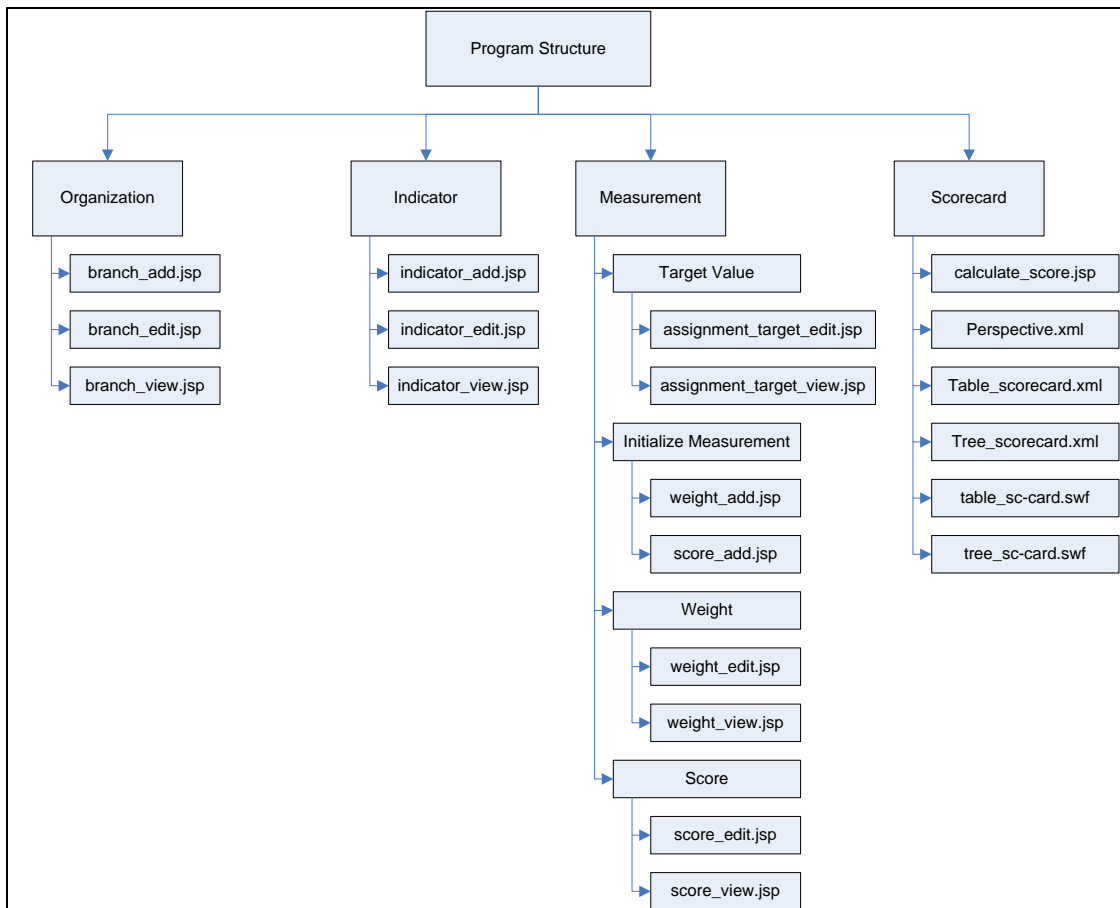 Program Structure
Organization
branch_add.jsp
branch_edit.jsp
branch_view.jsp
Indicator
indicator_add.jsp
indicator_edit.jsp
indicator_view.jsp
Measurement
Target Value
assignment_target_edit.jsp
assignment_target_view.jsp
Initialize Measurement
weight_add.jsp
score_add.jsp
Weight
weight_edit.jsp
weight_view.jsp
Score
score_edit.jsp
score_view.jsp
Scorecard
calculate_score.jsp
Perspective.xml
Table_scorecard.xml
Tree_scorecard.xml
table_sc-card.swf
tree_sc-card.swf